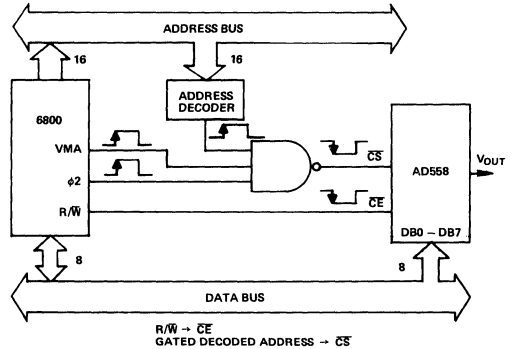 ADDRESS BUS
16
16
ADDRESS
DECODER
6800
VMA
ϕ2
R/W̅
C̅S̅
C̅E̅
AD558
VOUT
DB0 – DB7
8
8
DATA BUS
R/W̅ → C̅E̅
GATED DECODED ADDRESS → C̅S̅